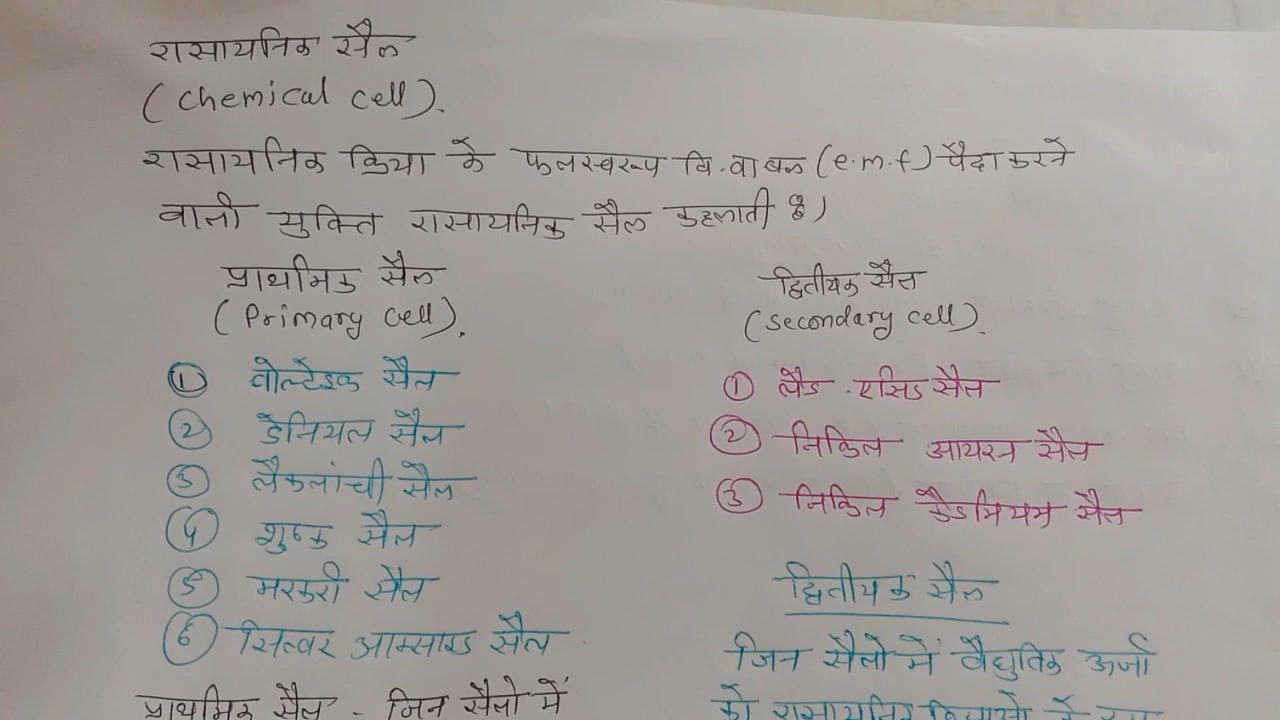 रासायनिक सैल
(Chemical cell).
रासायनिक क्रिया के फलस्वरूप वि.वा बल (e.m.f) पैदा करने
वाली युक्ति रासायनिक सैल कहलाती है।
प्राथमिक सैल
(Primary cell).
① वोल्टेइक सैल
② डेनियल सैल
③ लैकलांची सैल
④ शुष्क सैल
⑤ मरकरी सैल
⑥ सिल्वर आक्साइड सैल
प्राथमिक सैल - जिन सैलो में
द्वितीयक सैल
(Secondary cell).
① लैड - एसिड सैल
② निकिल आयरन सैल
③ निकिल कैडमियम सैल
द्वितीयक सैल
जिन सैलो में वैद्युतिक ऊर्जा
को रासायनिक